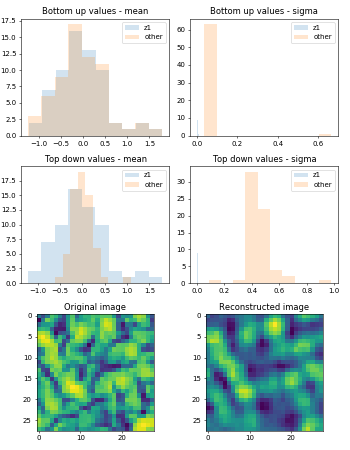 Bottom up values - mean
Bottom up values - sigma
17.5
15.0
12.5
10.0
7.5
5.0
2.5
0.0
z1
other
−1.0 −0.5 0.0 0.5 1.0 1.5
60
50
40
30
20
10
0
z1
other
0.0 0.2 0.4 0.6
Top down values - mean
Top down values - sigma
17.5
15.0
12.5
10.0
7.5
5.0
2.5
0.0
z1
other
−1.0 −0.5 0.0 0.5 1.0 1.5
30
25
20
15
10
5
0
z1
other
0.0 0.2 0.4 0.6 0.8 1.0
Original image
Reconstructed image
0
5
10
15
20
25
0 10 20
0
5
10
15
20
25
0 10 20